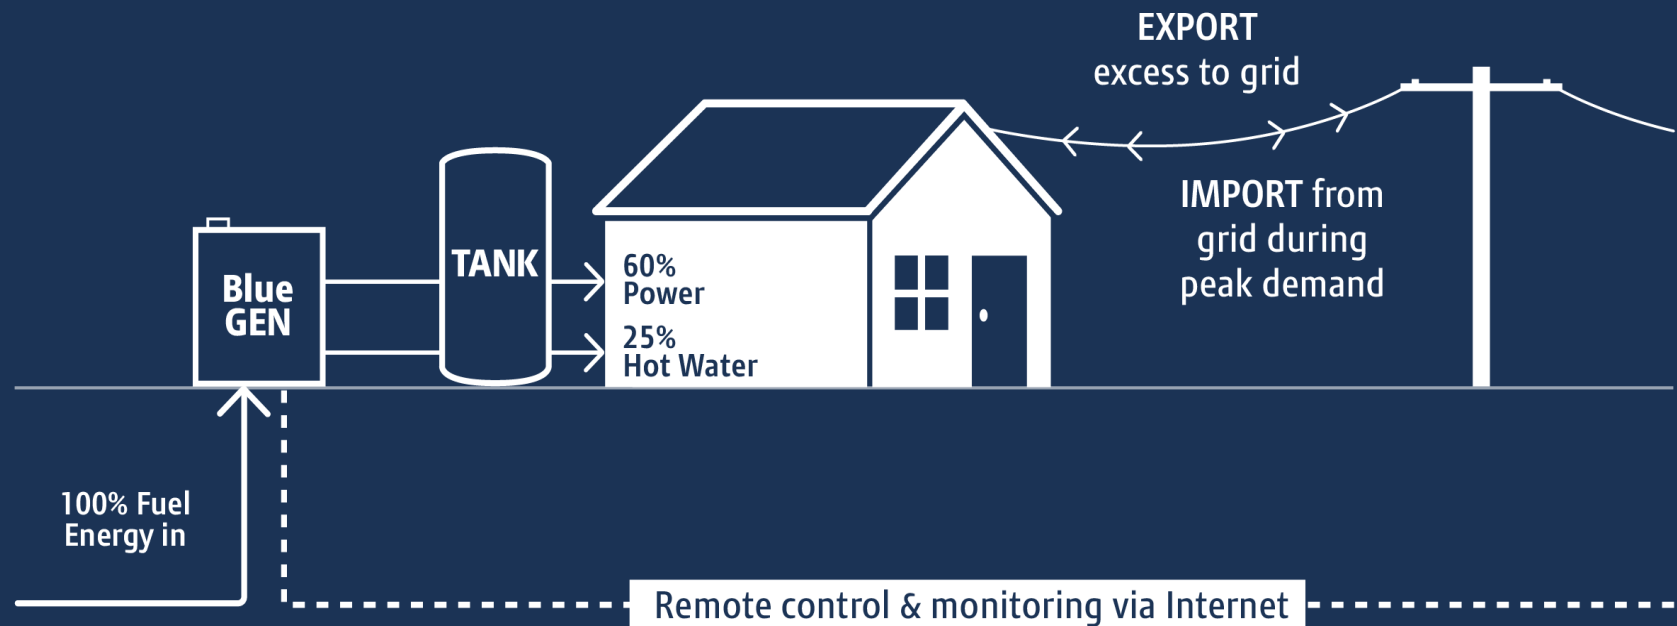 EXPORT
excess to grid
IMPORT from
grid during
peak demand
TANK
Blue
GEN
60%
Power
25%
Hot Water
100% Fuel
Energy in
Remote control & monitoring via Internet